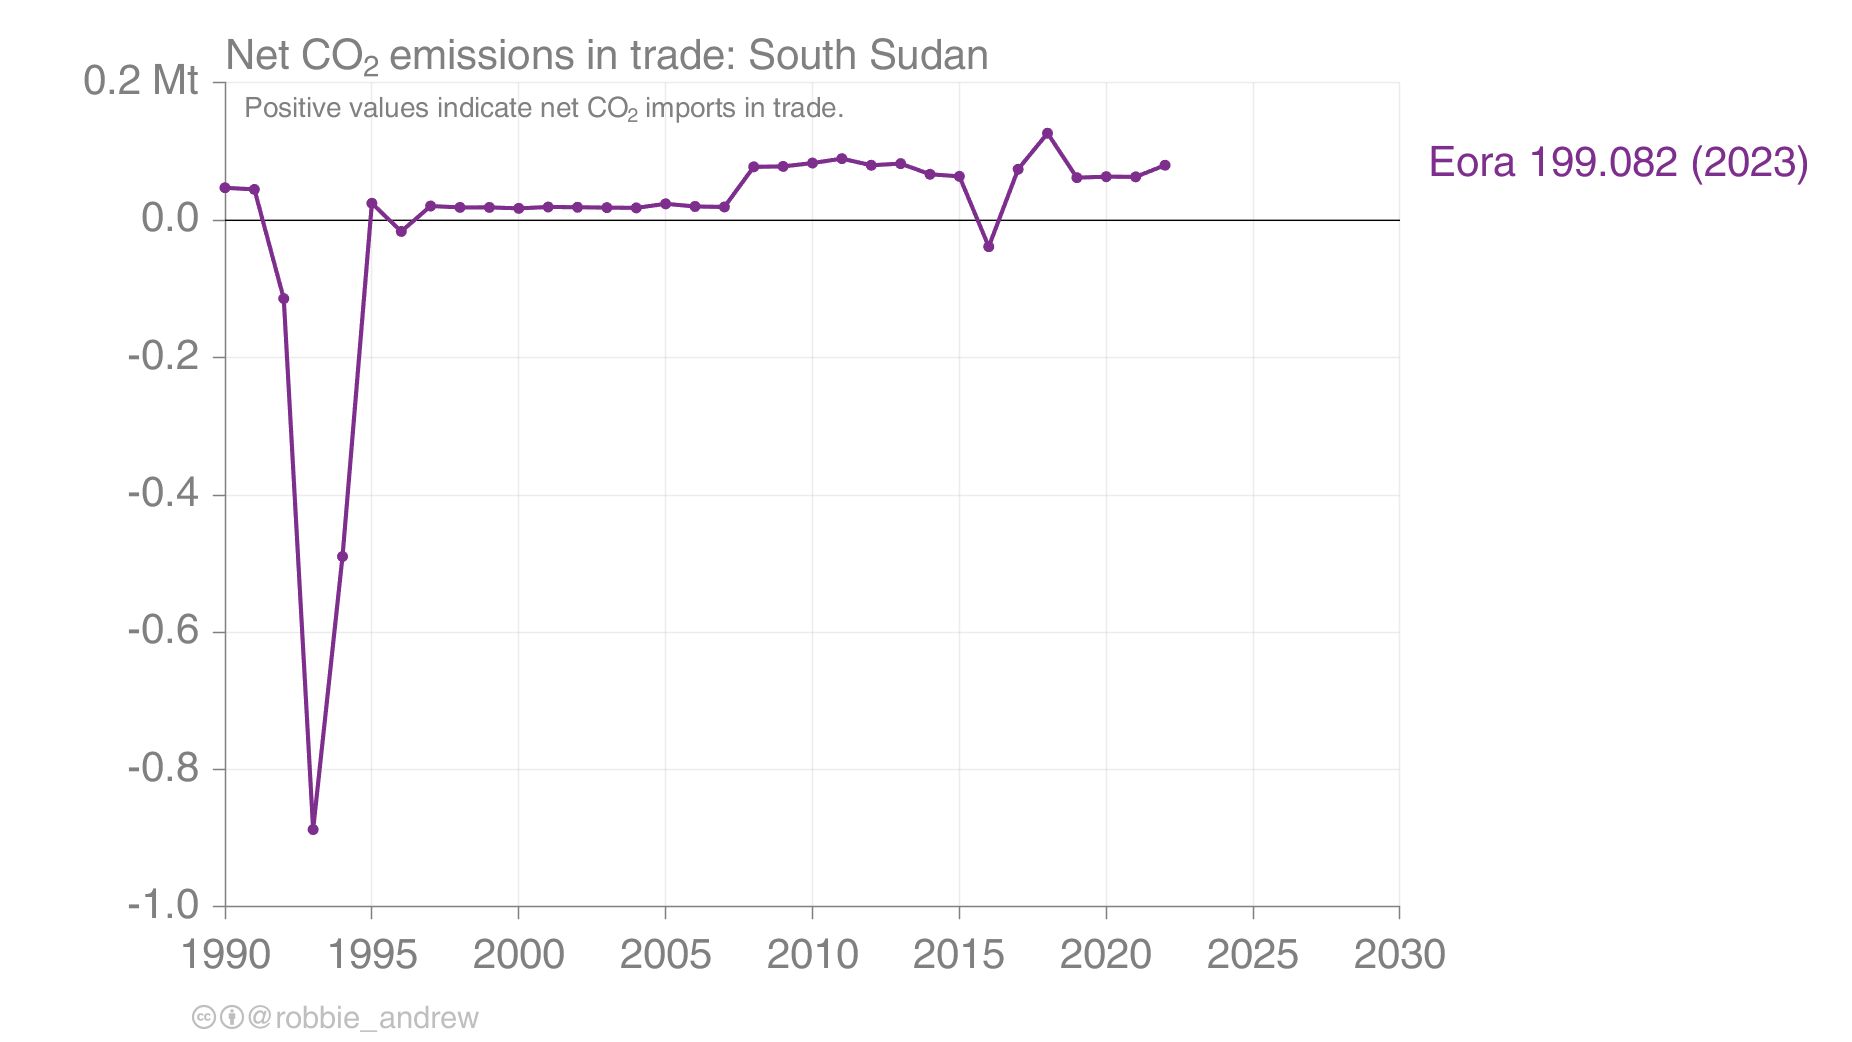 Net CO₂ emissions in trade: South Sudan
0.2 Mt
Positive values indicate net CO₂ imports in trade.
Eora 199.082 (2023)
0.0
-0.2
-0.4
-0.6
-0.8
-1.0
1990 1995 2000 2005 2010 2015 2020 2025 2030
cc @robbie_andrew